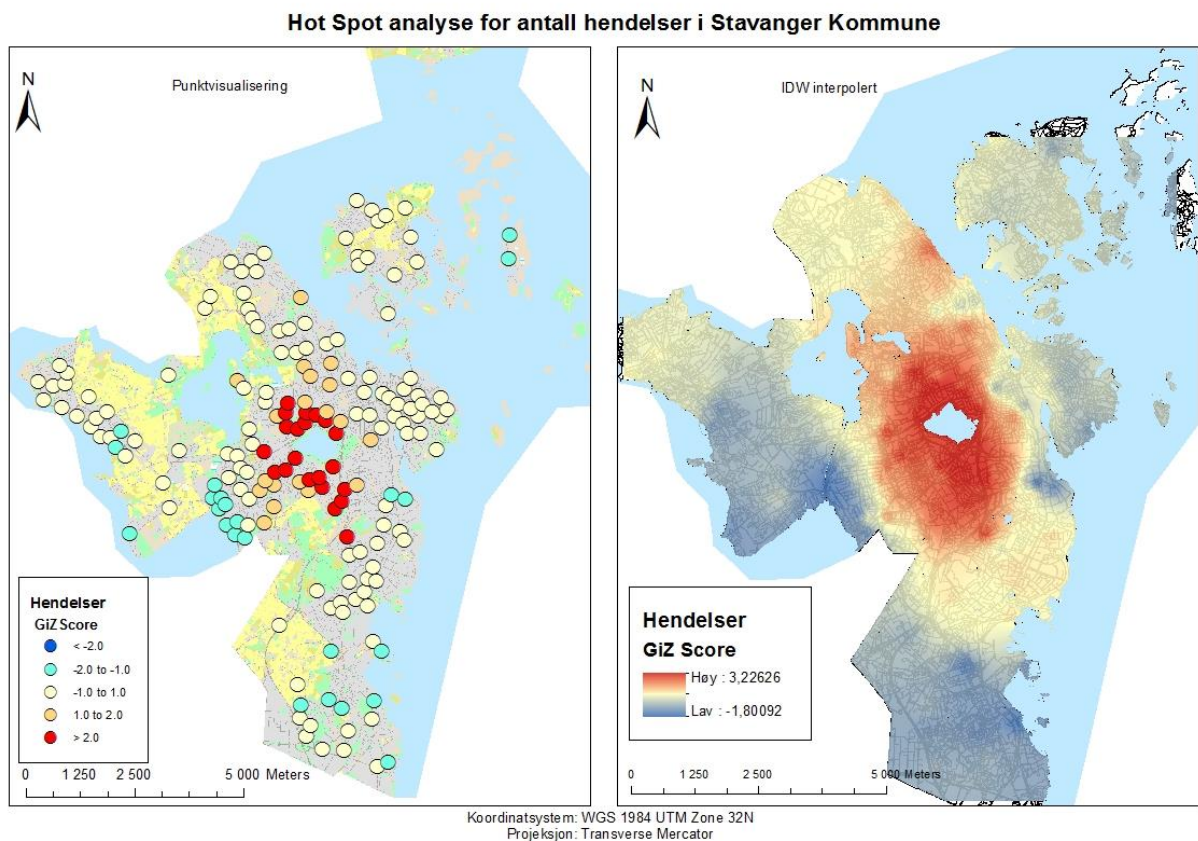 Hot Spot analyse for antall hendelser i Stavanger Kommune
N
Punktvisualisering
Hendelser
GiZ Score
< -2.0
-2.0 to -1.0
-1.0 to 1.0
1.0 to 2.0
> 2.0
0 1 250 2 500 5 000 Meters
N
IDW interpolert
Hendelser
GiZ Score
Høy : 3,22626
Lav : -1,80092
0 1 250 2 500 5 000 Meters
Koordinatsystem: WGS 1984 UTM Zone 32N
Projeksjon: Transverse Mercator